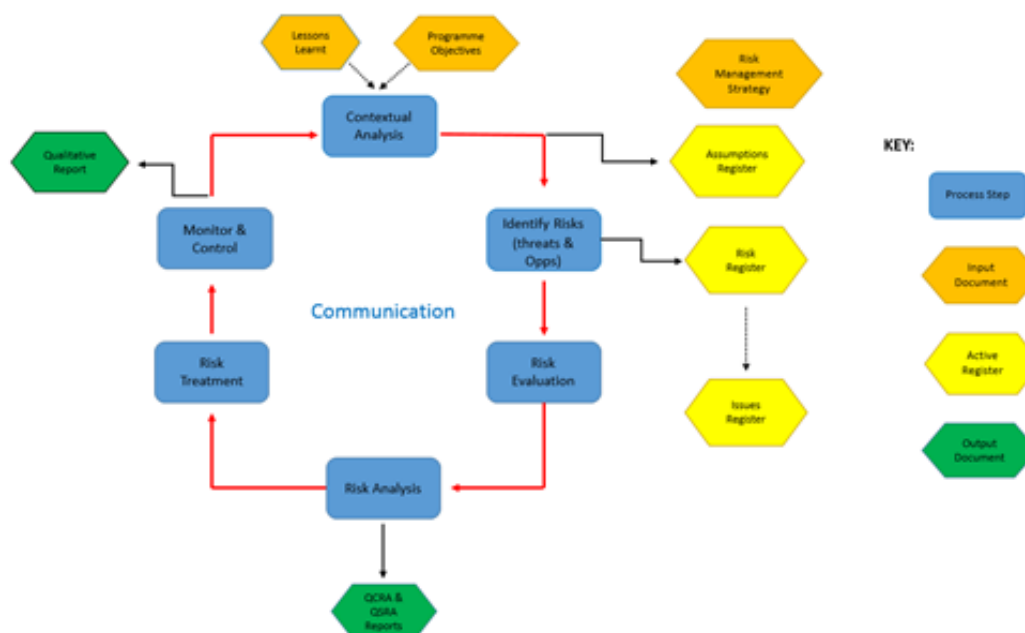 Lessons
Learnt
Programme
Objectives
Risk
Management
Strategy
Contextual
Analysis
KEY:
Qualitative
Report
Assumptions
Register
Process Step
Monitor &
Control
Identify Risks
(threats &
Opps)
Risk
Register
Input
Document
Communication
Risk
Treatment
Risk
Evaluation
Active
Register
Issues
Register
Output
Document
Risk Analysis
QCRA &
QSRA
Reports